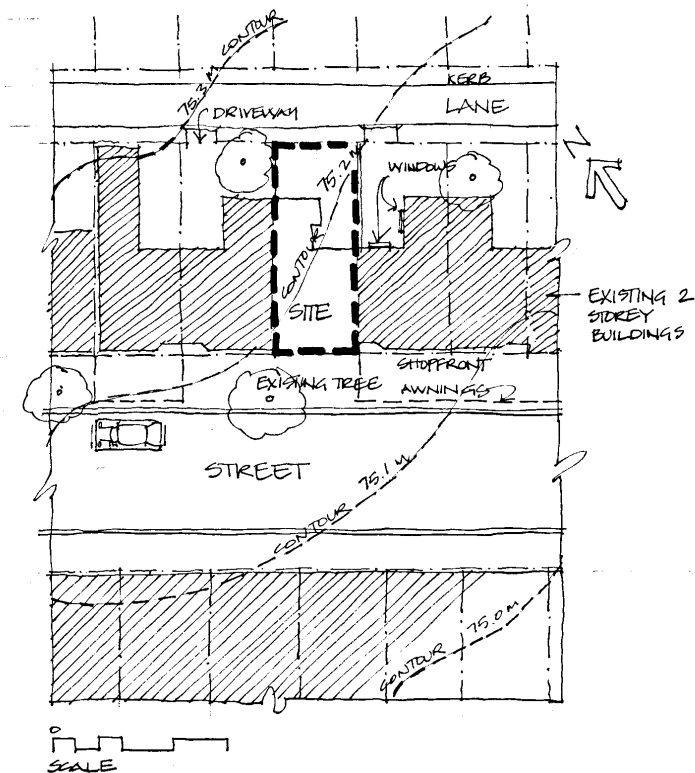 75.3 M CONTOUR
KERB
LANE
DRIVEWAY
N
75.2 M
CONTOUR
WINDOWS
SITE
EXISTING 2
STOREY
BUILDINGS
SHOPFRONT
AWNINGS
EXISTING TREE
STREET
CONTOUR 75.1 M
CONTOUR 75.0 M
0
SCALE